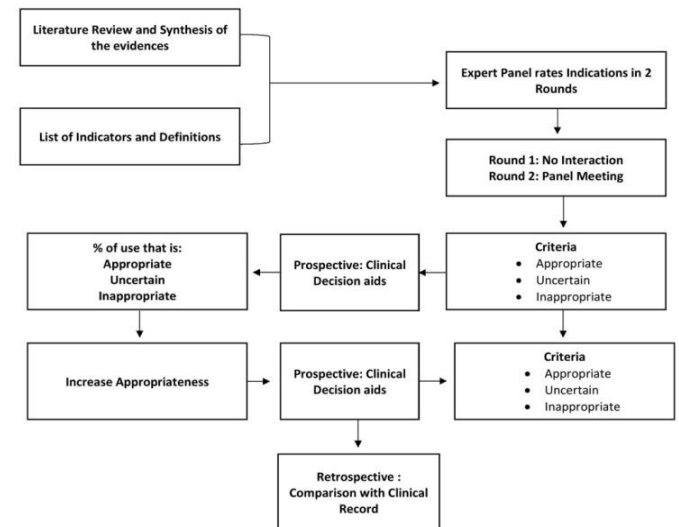 Literature Review and Synthesis of
the evidences
Expert Panel rates Indications in 2
Rounds
List of Indicators and Definitions
Round 1: No Interaction
Round 2: Panel Meeting
% of use that is:
Appropriate
Uncertain
Inappropriate
Prospective: Clinical
Decision aids
Criteria
• Appropriate
• Uncertain
• Inappropriate
Increase Appropriateness
Prospective: Clinical
Decision aids
Criteria
• Appropriate
• Uncertain
• Inappropriate
Retrospective :
Comparison with Clinical
Record